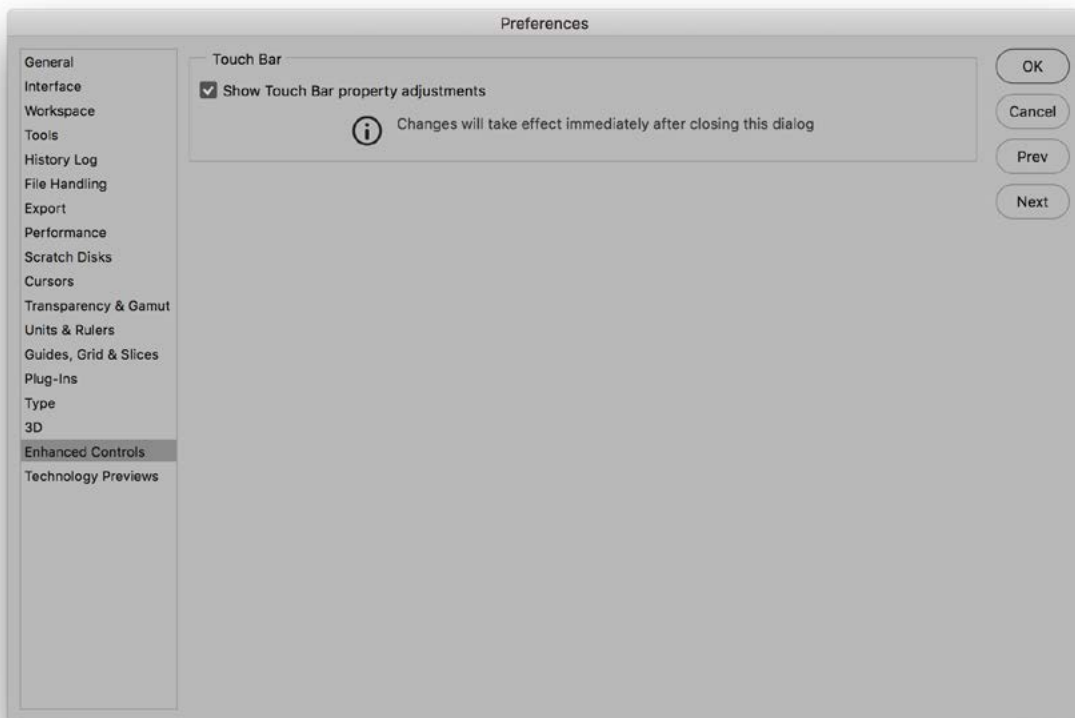 Preferences
General
Interface
Workspace
Tools
History Log
File Handling
Export
Performance
Scratch Disks
Cursors
Transparency & Gamut
Units & Rulers
Guides, Grid & Slices
Plug-Ins
Type
3D
Enhanced Controls
Technology Previews
Touch Bar
Show Touch Bar property adjustments
Changes will take effect immediately after closing this dialog
OK
Cancel
Prev
Next